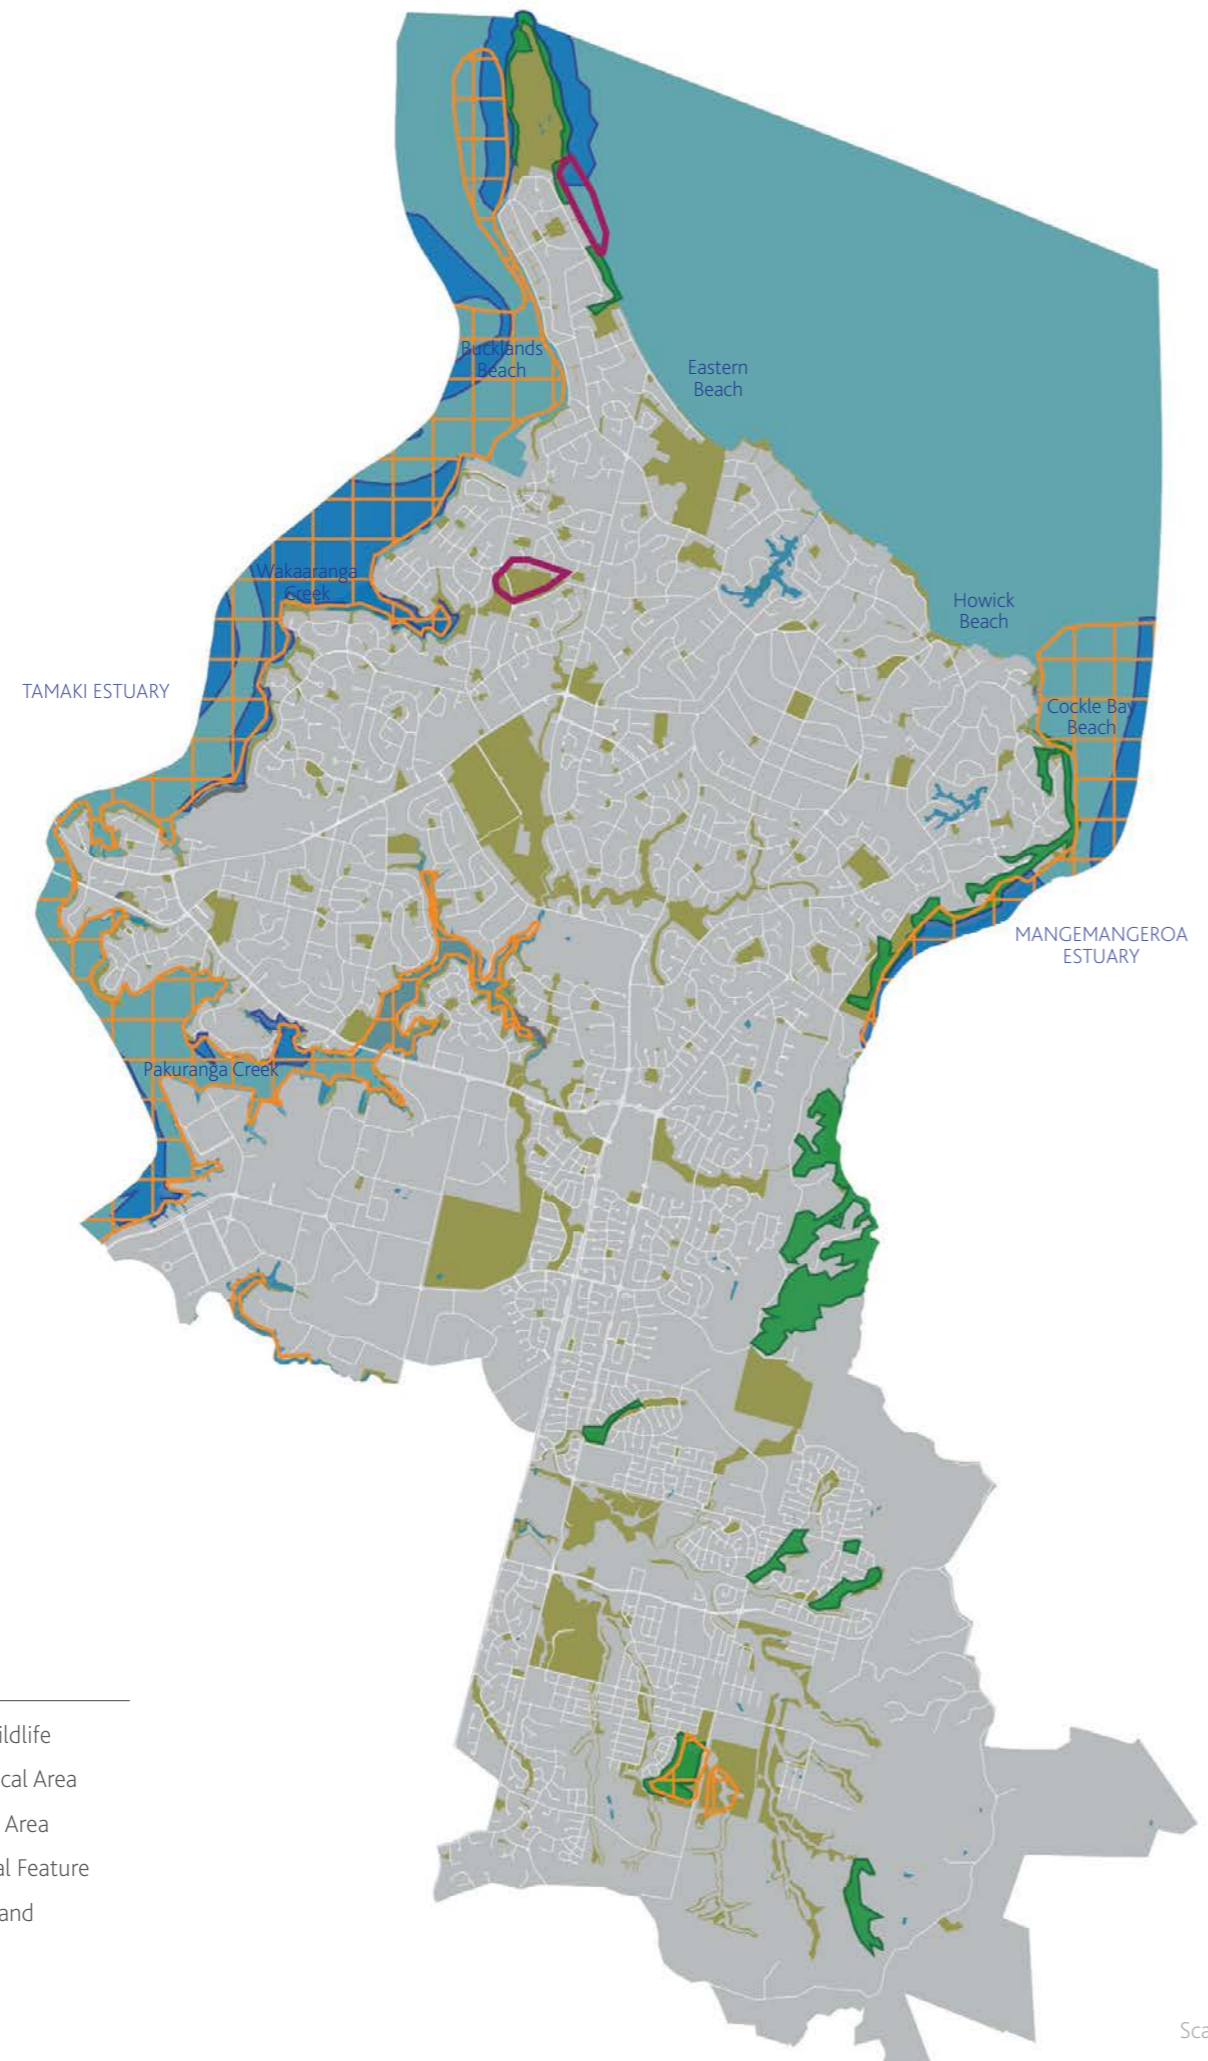 Bucklands
Beach
Eastern
Beach
Wakaaranga
Creek
Howick
Beach
TAMAKI ESTUARY
Cockle Bay
Beach
MANGEMANGEROA
ESTUARY
Pakuranga Creek
ildlife
cal Area
Area
al Feature
and
Sca